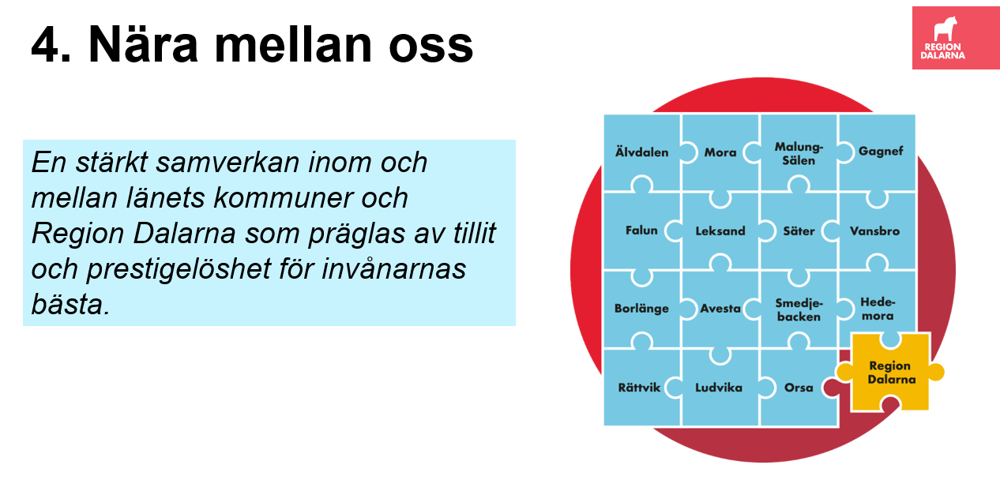 4. Nära mellan oss
REGION
DALARNA
En stärkt samverkan inom och
mellan länets kommuner och
Region Dalarna som präglas av tillit
och prestigelöshet för invånarnas
bästa.
Älvdalen
Mora
Malung-
Sälen
Gagnef
Falun
Leksand
Säter
Vansbro
Borlänge
Avesta
Smedje-
backen
Hede-
mora
Rättvik
Ludvika
Orsa
Region
Dalarna